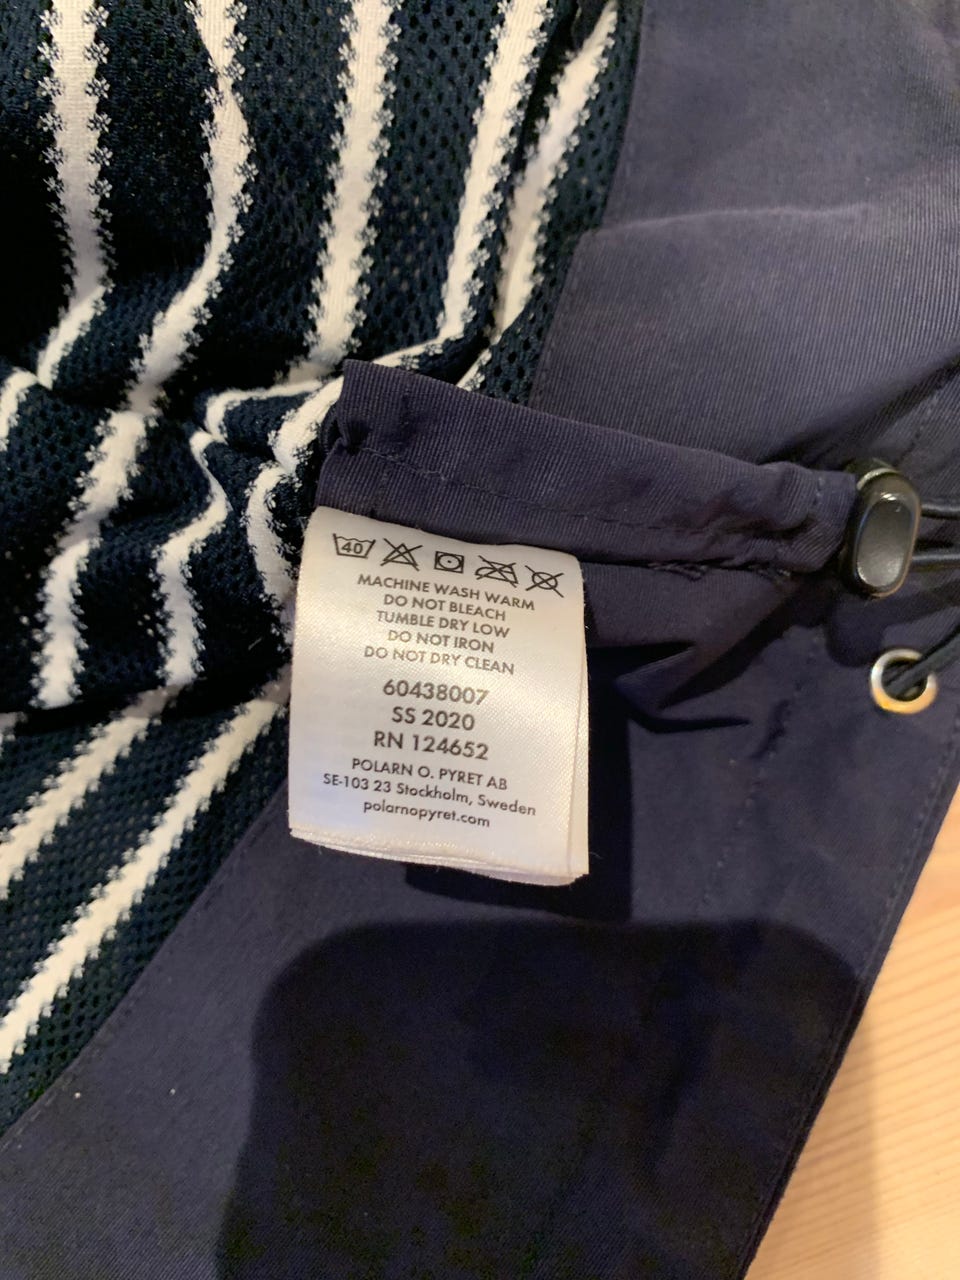 40
MACHINE WASH WARM
DO NOT BLEACH
TUMBLE DRY LOW
DO NOT IRON
DO NOT DRY CLEAN
60438007
SS 2020
RN 124652
POLARN O. PYRET AB
SE-103 23 Stockholm, Sweden
polarnopyret.com